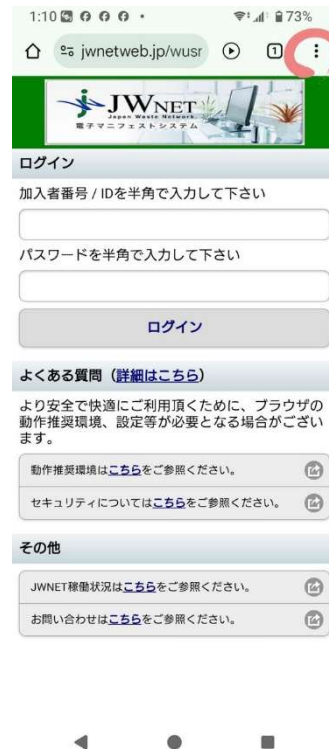 1:10
73%
jwnetweb.jp/wusr
1
JWNET
Japan Waste Network.
電子マニフェストシステム
ログイン
加入者番号 / IDを半角で入力して下さい
パスワードを半角で入力して下さい
ログイン
よくある質問（詳細はこちら）
より安全で快適にご利用頂くために、ブラウザの
動作推奨環境、設定等が必要となる場合がござい
ます。
動作推奨環境はこちらをご参照ください。
セキュリティについてはこちらをご参照ください。
その他
JWNET稼働状況はこちらをご参照ください。
お問い合わせはこちらをご参照ください。